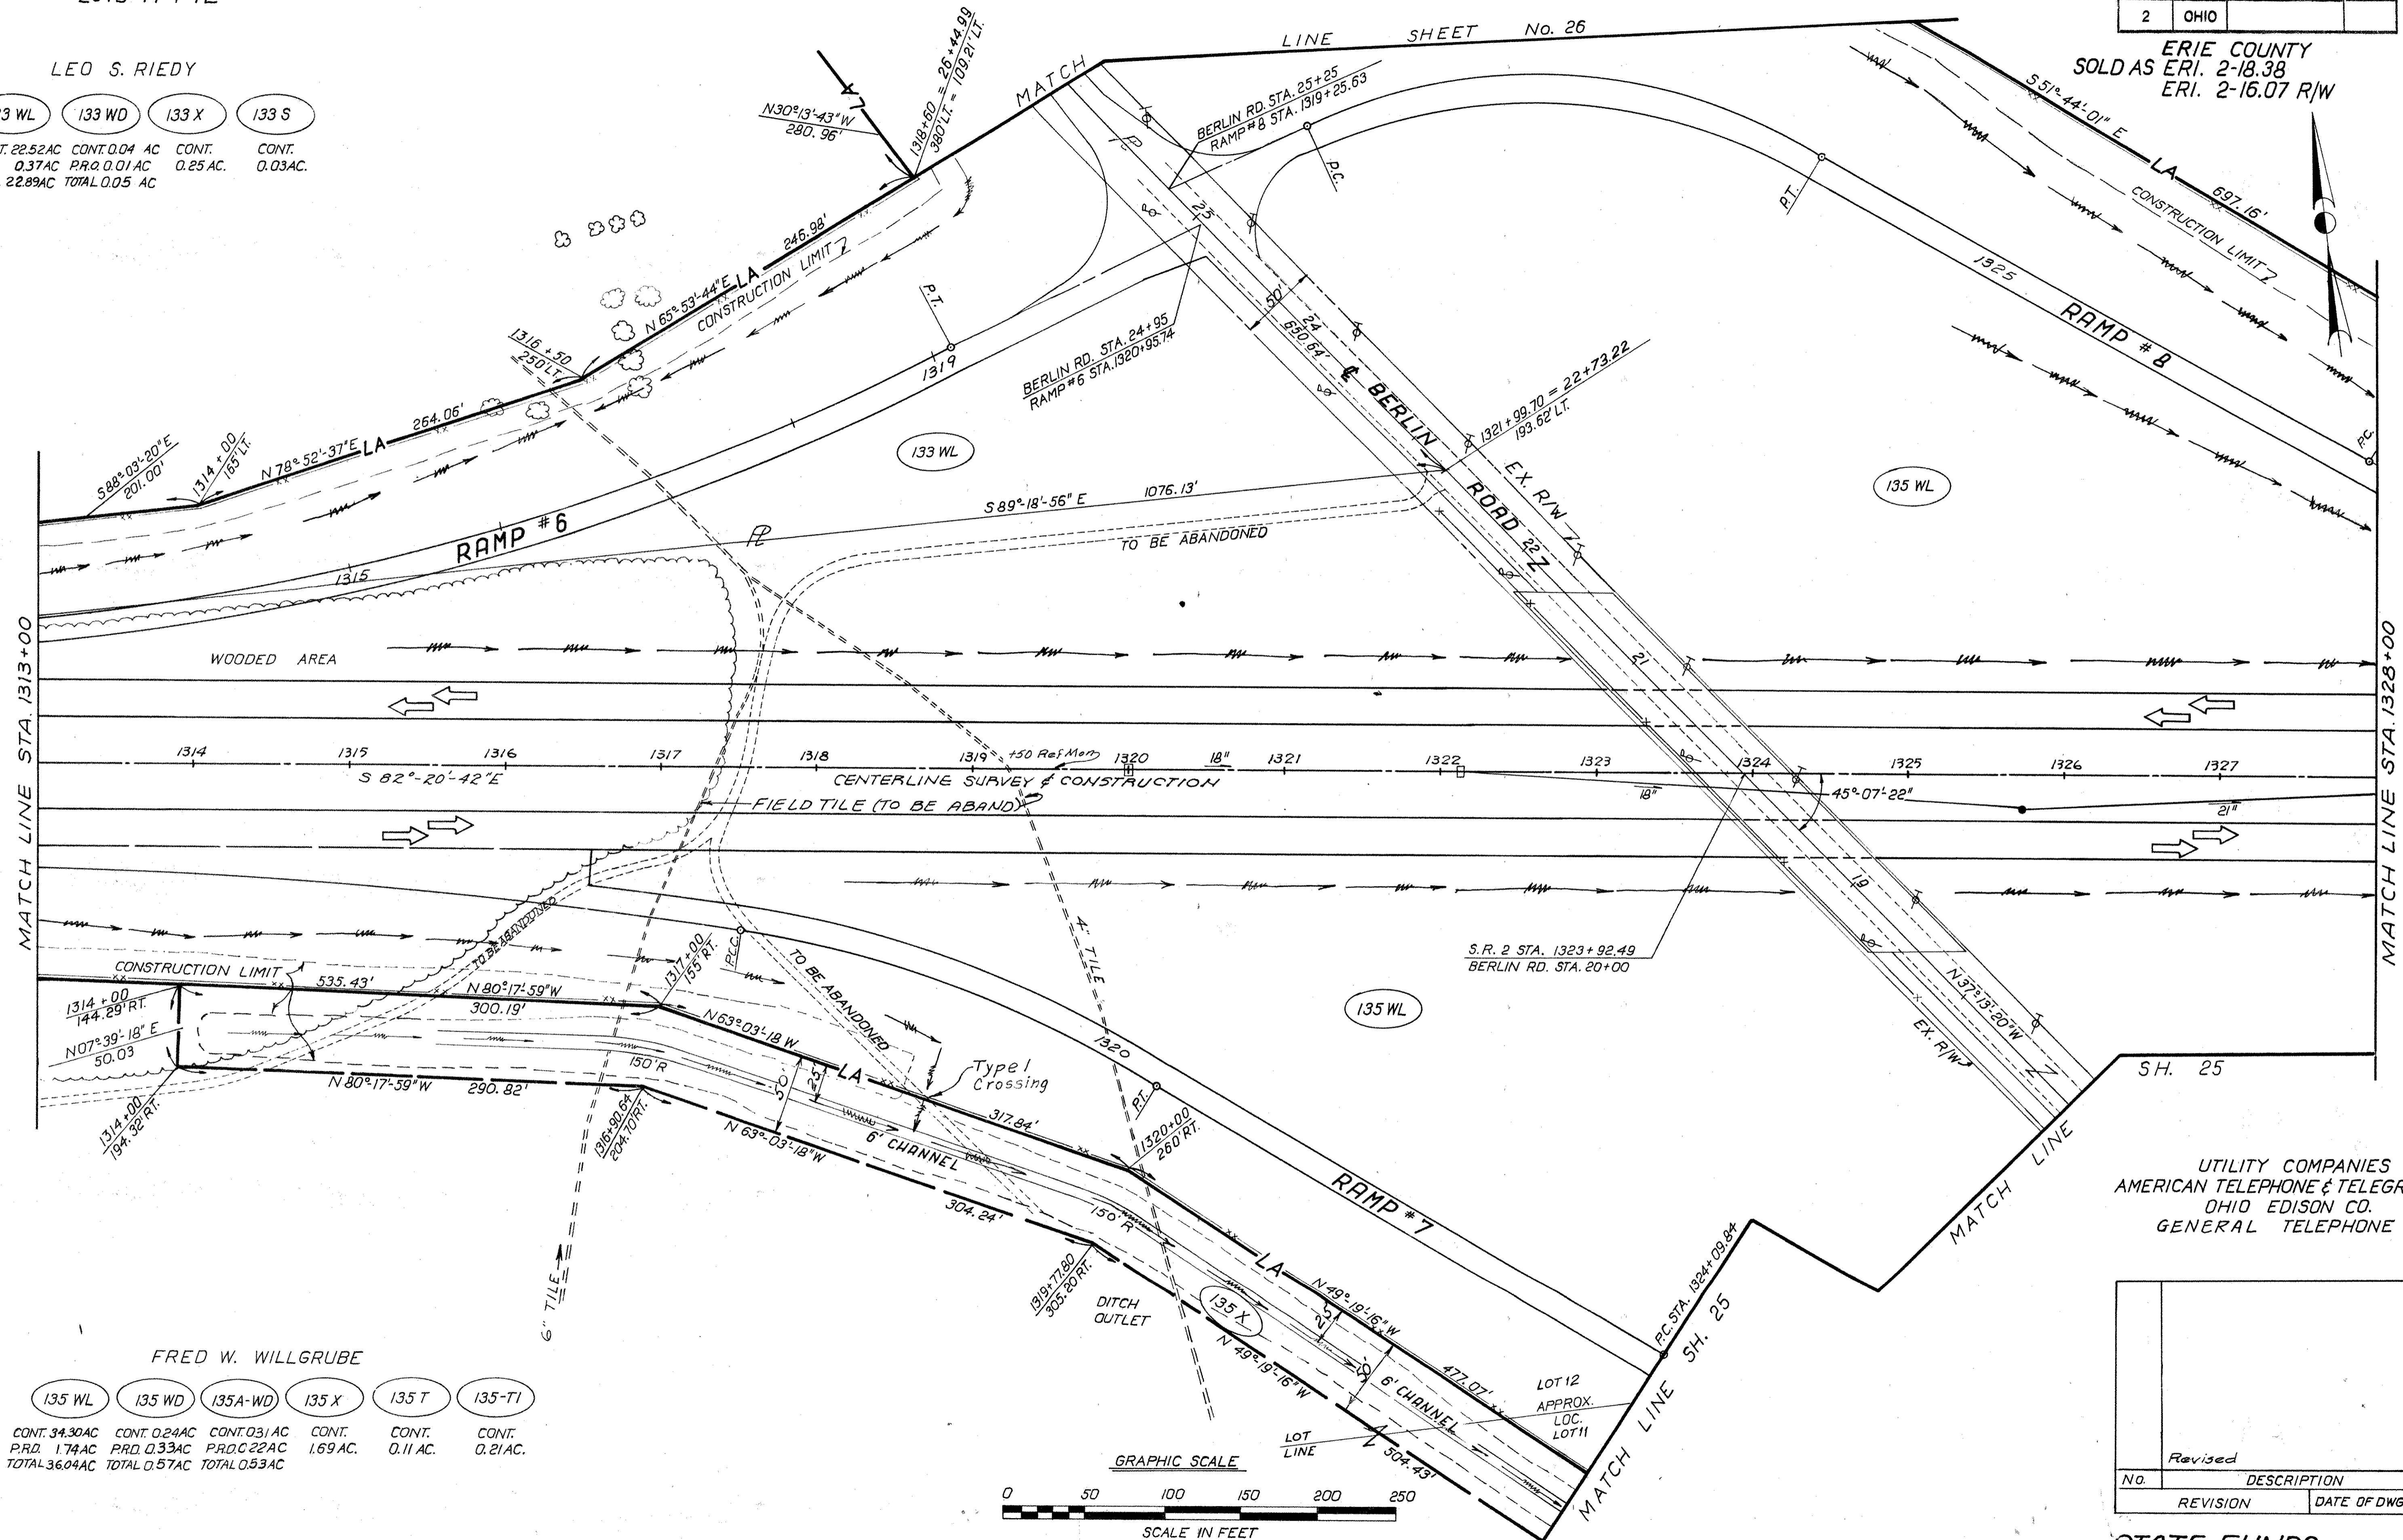 LEO S. RIEDY
133 WD
133 X
133 S
22.52AC CONT. 0.04 AC CONT. CONT.
0.37AC P.R.O. 0.01 AC 0.25 AC. 0.03AC.
22.89AC TOTAL 0.05 AC
2 OHIO
ERIE COUNTY
SOLD AS ERI. 2-18.38
ERI. 2-16.07 R/W
MATCH LINE SHEET No. 26
LA
N30°-13'-43"W
280.96'
1318+60 = 26+44.99
380' LT. = 109.21' LT.
BERLIN RD. STA. 25+25
RAMP #8 STA. 1319+25.63
P.C.
P.T.
S 51°-44'-01" E
LA
697.16'
CONSTRUCTION LIMIT
1325
RAMP #8
P.C.
246.98'
N 65°-53'-44"E LA
CONSTRUCTION LIMIT
P.T.
1319
25
50'
24
650.64'
BERLIN RD. STA. 24+95
RAMP #6 STA. 1320+95.74
℄ BERLIN ROAD
1321+99.70 = 22+73.22
193.62' LT.
EX. R/W
22
21
19
1316+50
250' LT.
264.06'
N 78°-52'-37"E LA
1314+00
165' LT.
S88°-03'-20"E
201.00'
133 WL
135 WL
S 89°-18'-56" E 1076.13'
TO BE ABANDONED
RAMP #6
1315
PL
WOODED AREA
MATCH LINE STA. 1313+00
MATCH LINE STA. 1328+00
1314 1315 1316 1317 1318 1319 +50 Ref Mon 1320 18" 1321 1322 1323 1324 1325 1326 1327
S 82°-20'-42"E
CENTERLINE SURVEY & CONSTRUCTION
FIELD TILE (TO BE ABAND)
18"
45°-07'-22"
21"
S.R. 2 STA. 1323+92.49
BERLIN RD. STA. 20+00
N37°-13'-20"W
EX. R/W
135 WL
4" TILE
TO BE ABANDONED
TO BE ABANDONED
CONSTRUCTION LIMIT
535.43'
N 80°-17'-59"W
300.19'
1317+00
155' RT.
1314+00
144.29' RT.
N07°-39'-18" E
50.03
1314+00
194.32' RT.
N 80°-17'-59"W 290.82'
150'R
1316+90.64
204.70' RT.
N 63°-03'-18 W
LA
50'
25'
Type 1
Crossing
317.84'
6' CHANNEL
N 63°-03'-18"W
304.24'
1320
P.T.
1320+00
260' RT.
150' R
RAMP #7
LA
N 49°-19'-16" W
477.07'
1319+77.80
305.20 RT.
DITCH
OUTLET
135 X
25'
50'
N 49°-19'-16" W
6' CHANNEL
504.43'
LOT 12
APPROX.
LOC.
LOT 11
LOT
LINE
P.C. STA. 1324+09.84
MATCH LINE SH. 25
MATCH LINE
SH. 25
6" TILE
UTILITY COMPANIES
AMERICAN TELEPHONE & TELEGR
OHIO EDISON CO.
GENERAL TELEPHONE
FRED W. WILLGRUBE
135 WL
135 WD
135A-WD
135 X
135 T
135-T1
CONT. 34.30AC CONT. 0.24AC CONT. 0.31 AC CONT. CONT. CONT.
P.R.O. 1.74AC P.R.O. 0.33AC P.R.O. 0.22AC 1.69 AC. 0.11 AC. 0.21AC.
TOTAL 36.04AC TOTAL 0.57AC TOTAL 0.53AC
GRAPHIC SCALE
0 50 100 150 200 250
SCALE IN FEET
Revised
NO. DESCRIPTION
REVISION DATE OF DWG